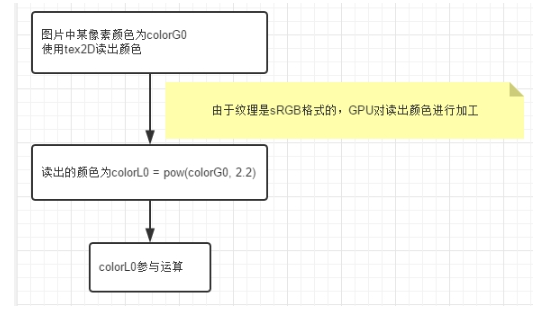 图片中某像素颜色为colorG0
使用tex2D读出颜色
由于纹理是sRGB格式的，GPU对读出颜色进行加工
读出的颜色为colorL0 = pow(colorG0, 2.2)
colorL0参与运算